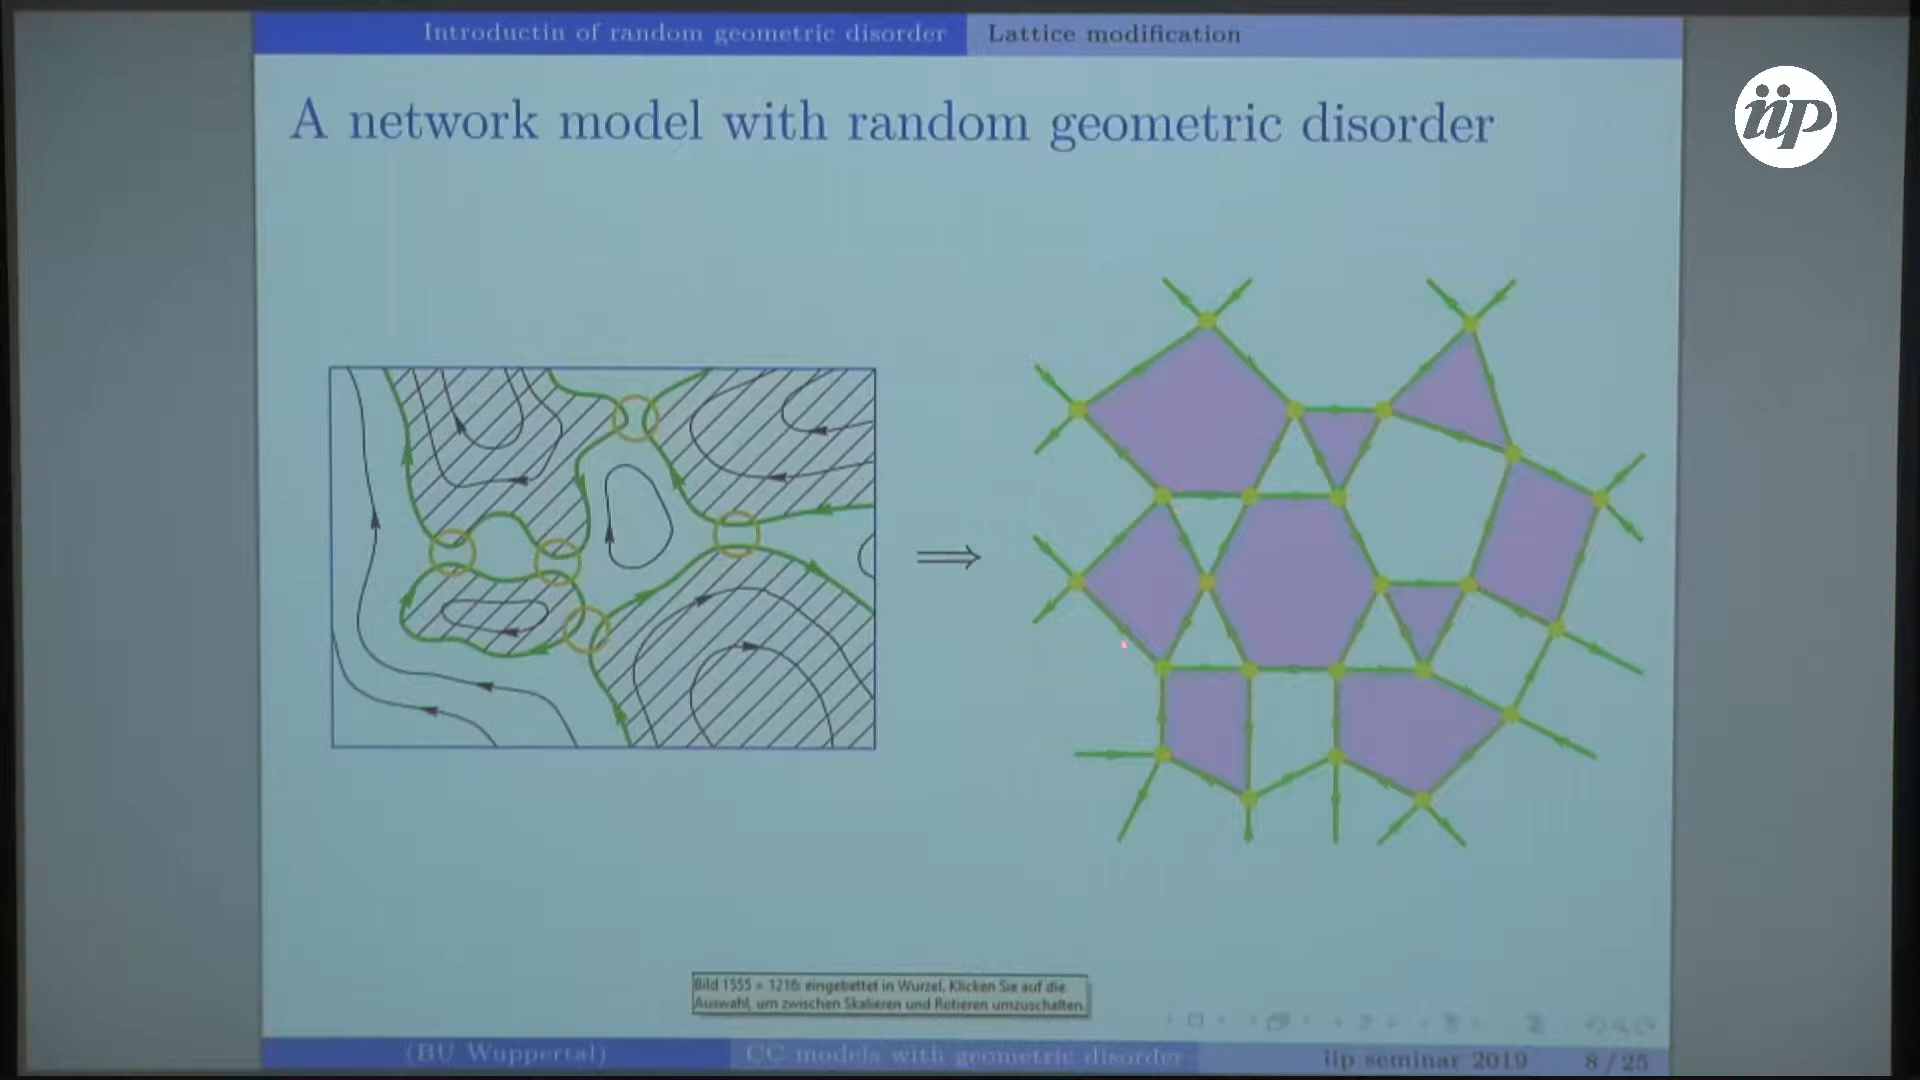 Introductin of random geometric disorder
Lattice modification
iip
A network model with random geometric disorder
Bild 1555 × 1216: eingebettet in Wurzel. Klicken Sie auf die
Auswahl, um zwischen Skalieren und Rotieren umzuschalten.
(BU Wuppertal)
CC models with geometric disorder
iip seminar 2019
8 / 25